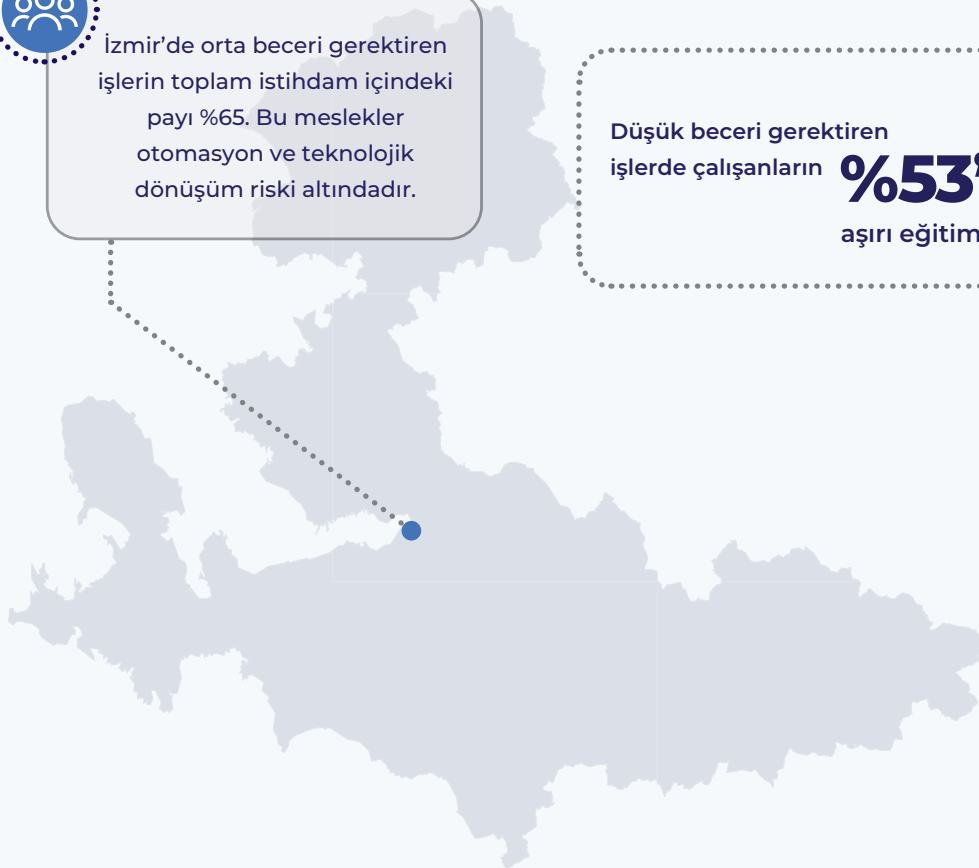 İzmir'de orta beceri gerektiren
işlerin toplam istihdam içindeki
payı %65. Bu meslekler
otomasyon ve teknolojik
dönüşüm riski altındadır.
Düşük beceri gerektiren
işlerde çalışanların %53
aşırı eğitim